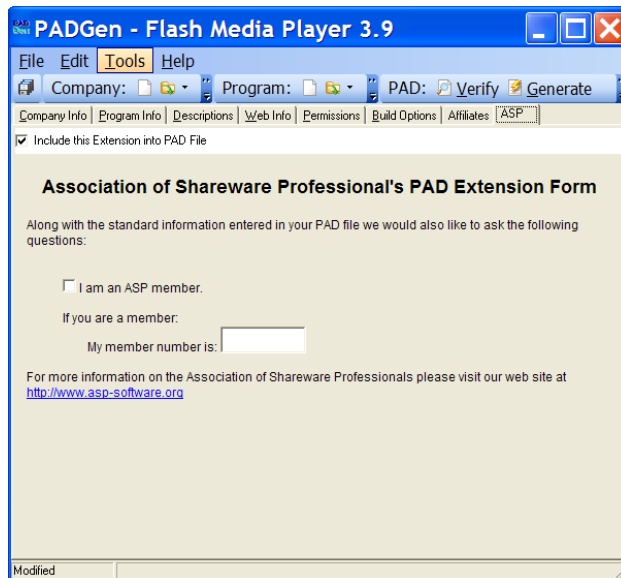 PADGen - Flash Media Player 3.9
File Edit Tools Help
Company: Program: PAD: Verify Generate
Company Info Program Info Descriptions Web Info Permissions Build Options Affiliates ASP
Include this Extension into PAD File
Association of Shareware Professional's PAD Extension Form
Along with the standard information entered in your PAD file we would also like to ask the following
questions:
I am an ASP member.
If you are a member:
My member number is:
For more information on the Association of Shareware Professionals please visit our web site at
http://www.asp-software.org
Modified